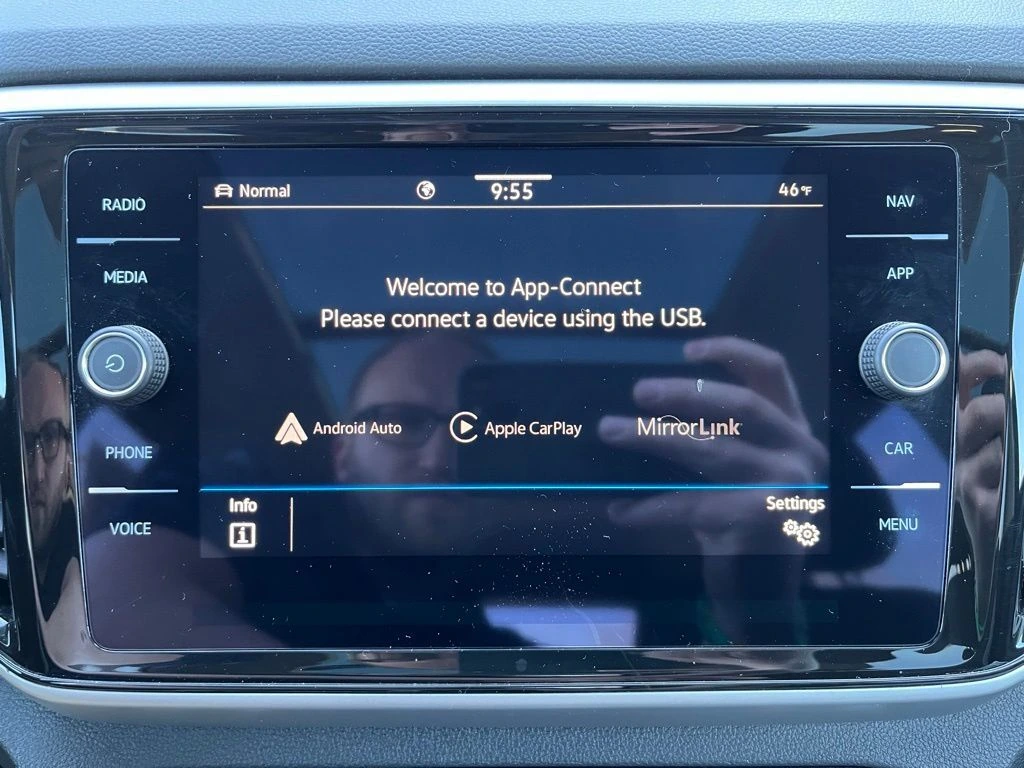 RADIO
MEDIA
PHONE
VOICE
Normal 9:55 46°F
Welcome to App-Connect
Please connect a device using the USB.
Android Auto Apple CarPlay MirrorLink
Info Settings
i
NAV
APP
CAR
MENU